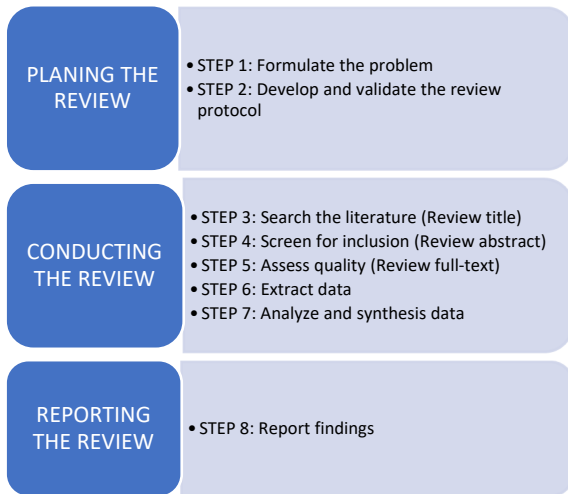 PLANING THE
REVIEW
• STEP 1: Formulate the problem
• STEP 2: Develop and validate the review
protocol
CONDUCTING
THE REVIEW
• STEP 3: Search the literature (Review title)
• STEP 4: Screen for inclusion (Review abstract)
• STEP 5: Assess quality (Review full-text)
• STEP 6: Extract data
• STEP 7: Analyze and synthesis data
REPORTING
THE REVIEW
• STEP 8: Report findings